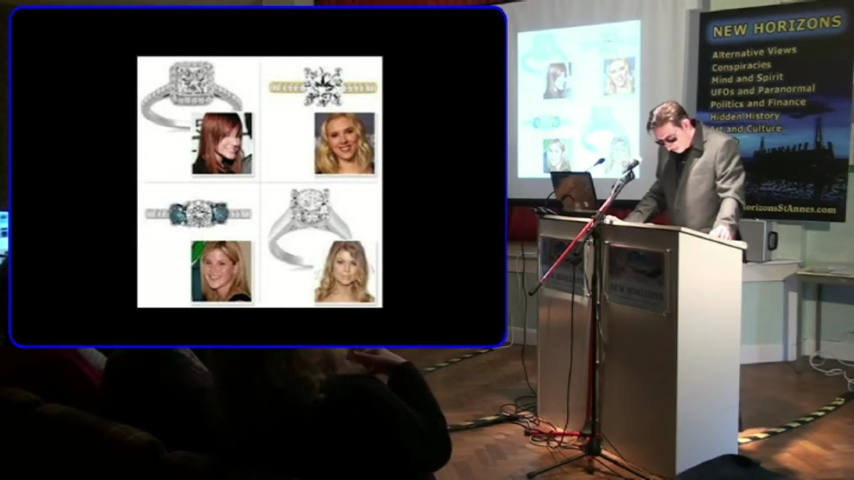 NEW HORIZONS
Alternative Views
Conspiracies
Mind and Spirit
UFOs and Paranormal
Politics and Finance
Hidden History
Art and Culture
HorizonsStAnnes.com
NEW HORIZONS